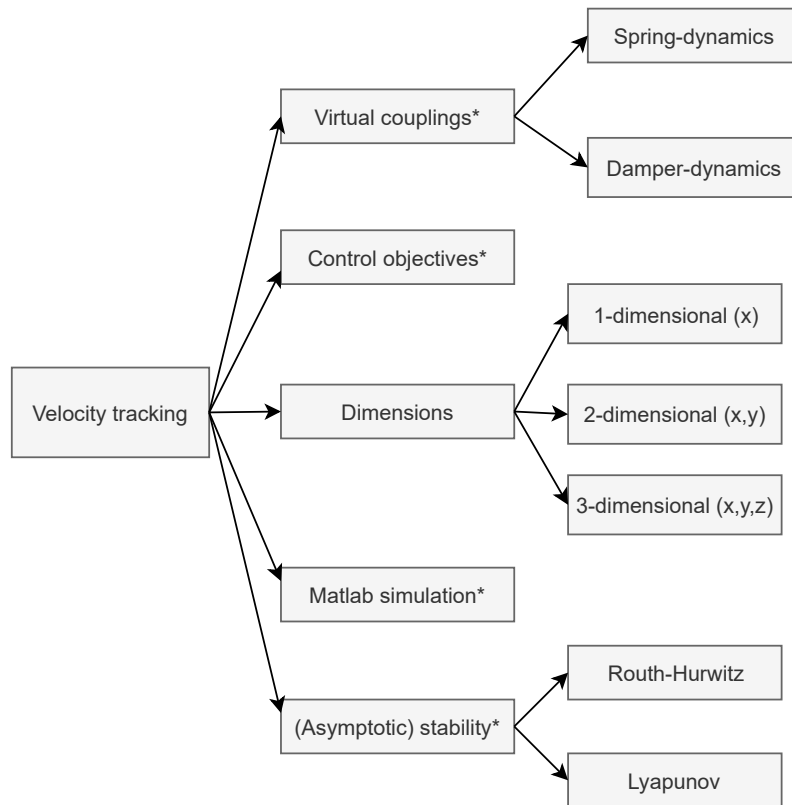 Spring-dynamics
Virtual couplings*
Damper-dynamics
Control objectives*
1-dimensional (x)
Velocity tracking
Dimensions
2-dimensional (x,y)
3-dimensional (x,y,z)
Matlab simulation*
Routh-Hurwitz
(Asymptotic) stability*
Lyapunov